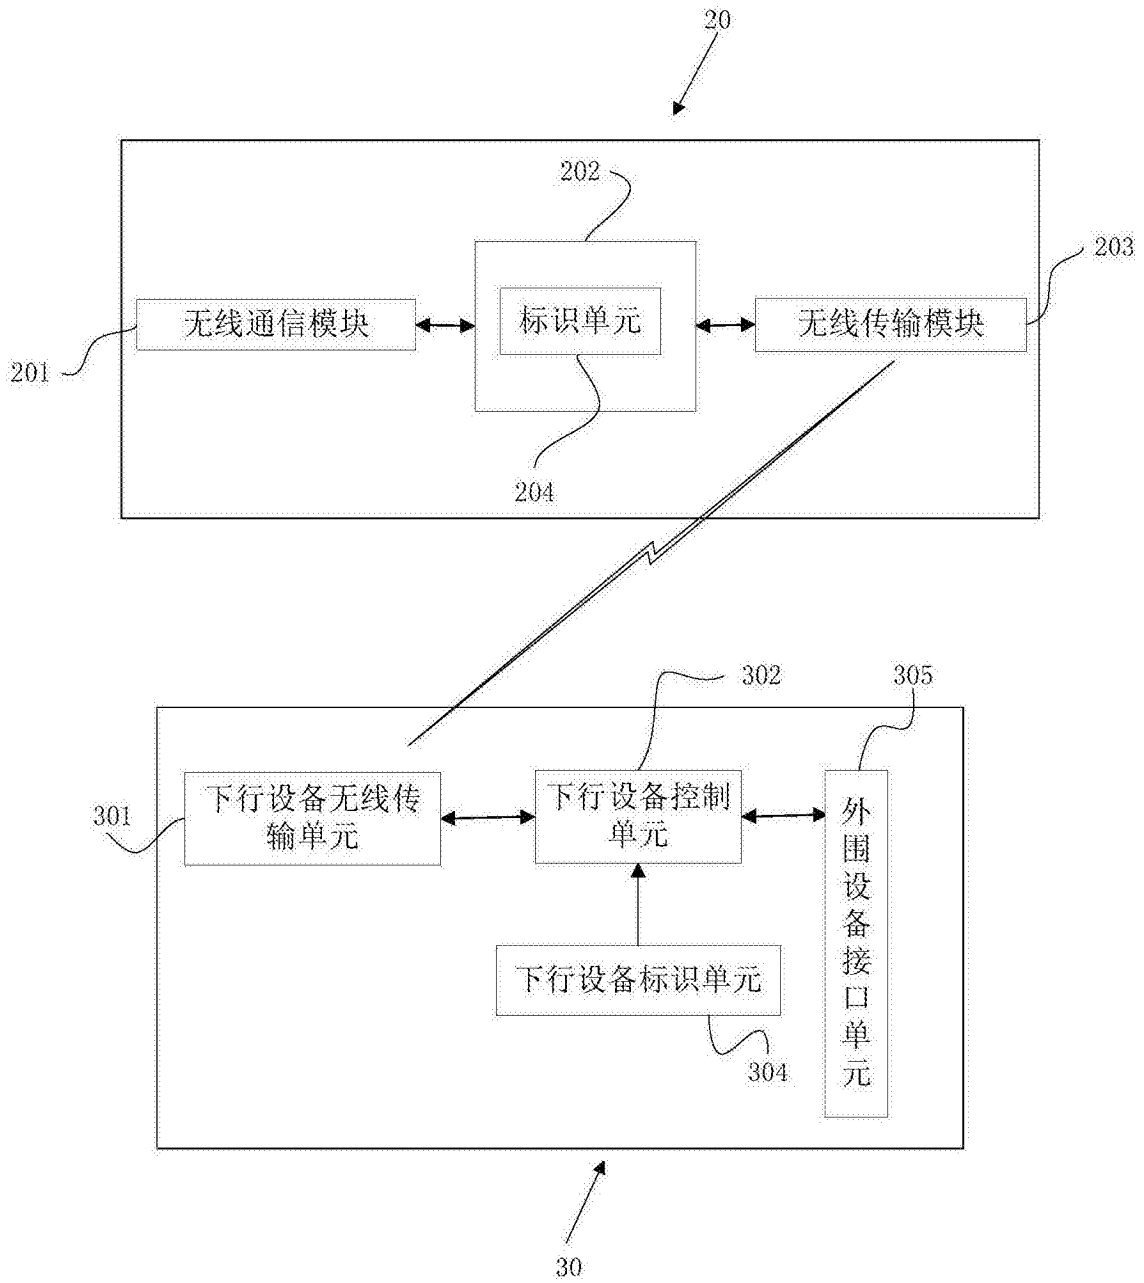 20
202
203
无线通信模块
标识单元
无线传输模块
201
204
302
305
301
下行设备无线传
输单元
下行设备控制
单元
外围设备接口单元
下行设备标识单元
304
30